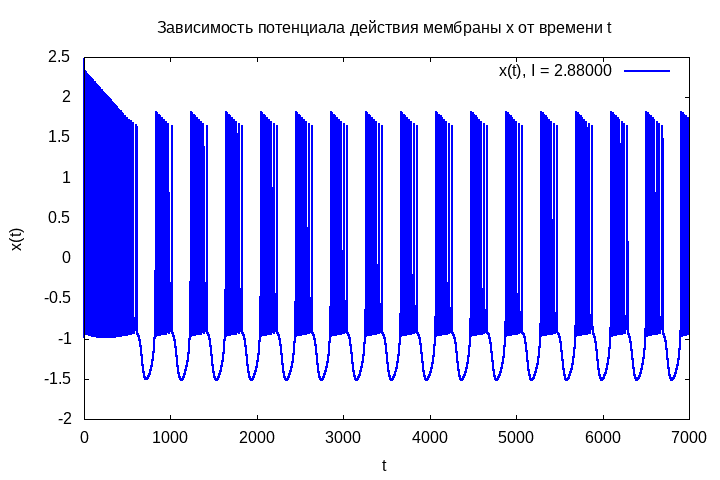 Зависимость потенциала действия мембраны x от времени t
x(t), I = 2.88000
2.5
2
1.5
1
0.5
0
-0.5
-1
-1.5
-2
x(t)
0 1000 2000 3000 4000 5000 6000 7000
t